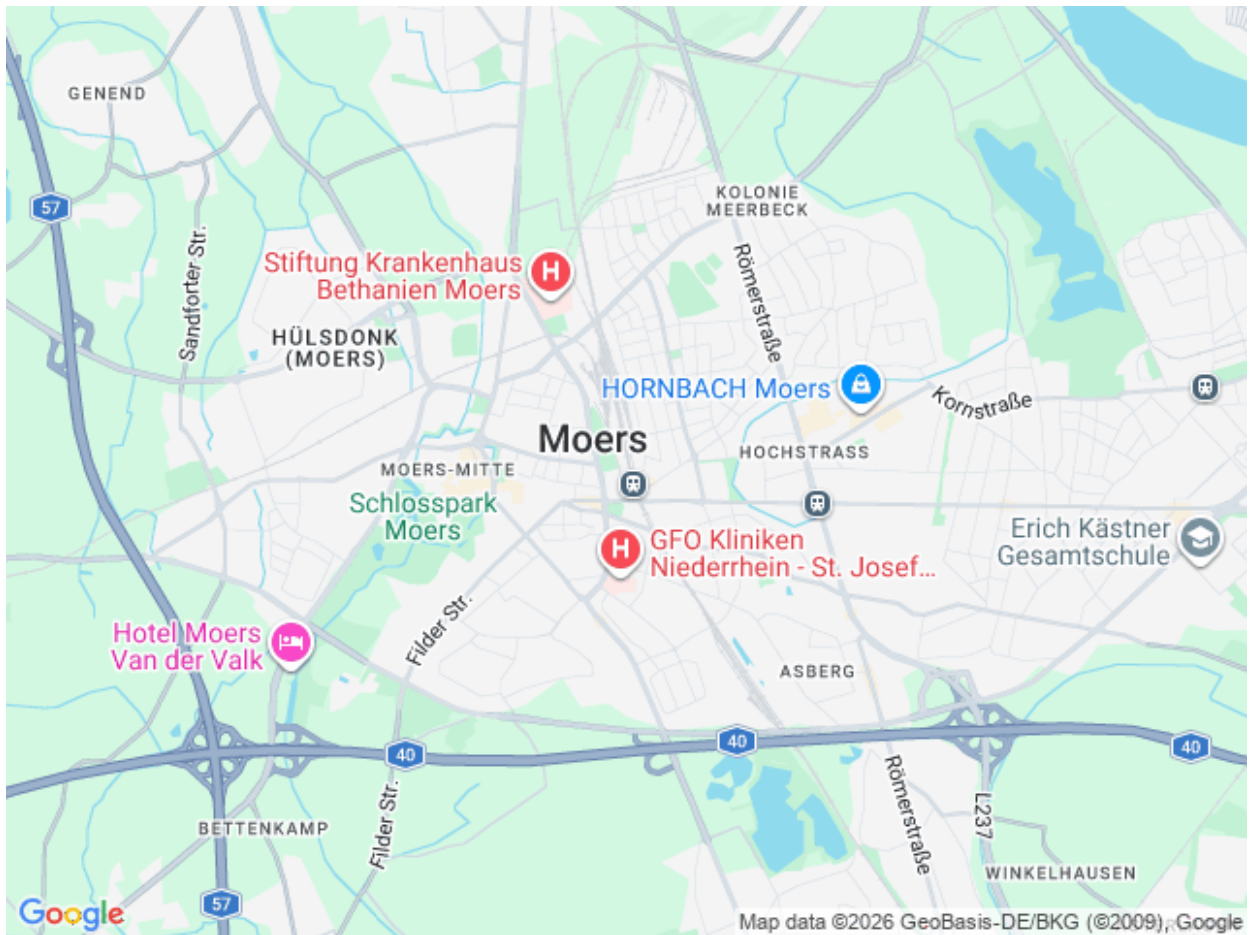 GENEND
57
KOLONIE
MEERBECK
Sandforter Str.
Römerstraße
Stiftung Krankenhaus
Bethanien Moers
H
HÜLSDONK
(MOERS)
HORNBACH Moers
Kornstraße
Moers
HOCHSTRASS
MOERS-MITTE
Schlosspark
Moers
Erich Kästner
Gesamtschule
H
GFO Kliniken
Niederrhein - St. Josef...
Filder Str.
Hotel Moers
Van der Valk
ASBERG
40
40
40
Filder Str.
Römerstraße
L237
BETTENKAMP
WINKELHAUSEN
57
Google
Map data ©2026 GeoBasis-DE/BKG (©2009), Google